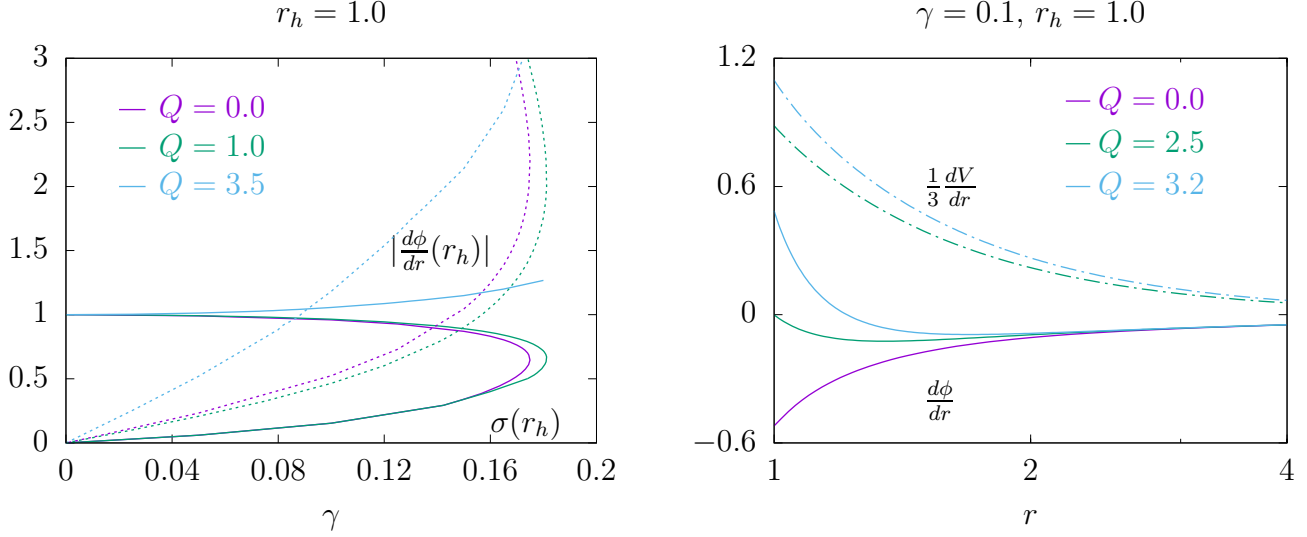 r_h = 1.0
3
2.5
2
1.5
1
0.5
0
Q = 0.0
Q = 1.0
Q = 3.5
|dφ/dr(r_h)|
σ(r_h)
0 0.04 0.08 0.12 0.16 0.2
γ
γ = 0.1, r_h = 1.0
1.2
0.6
0
−0.6
Q = 0.0
Q = 2.5
Q = 3.2
1/3 dV/dr
dφ/dr
1 2 4
r